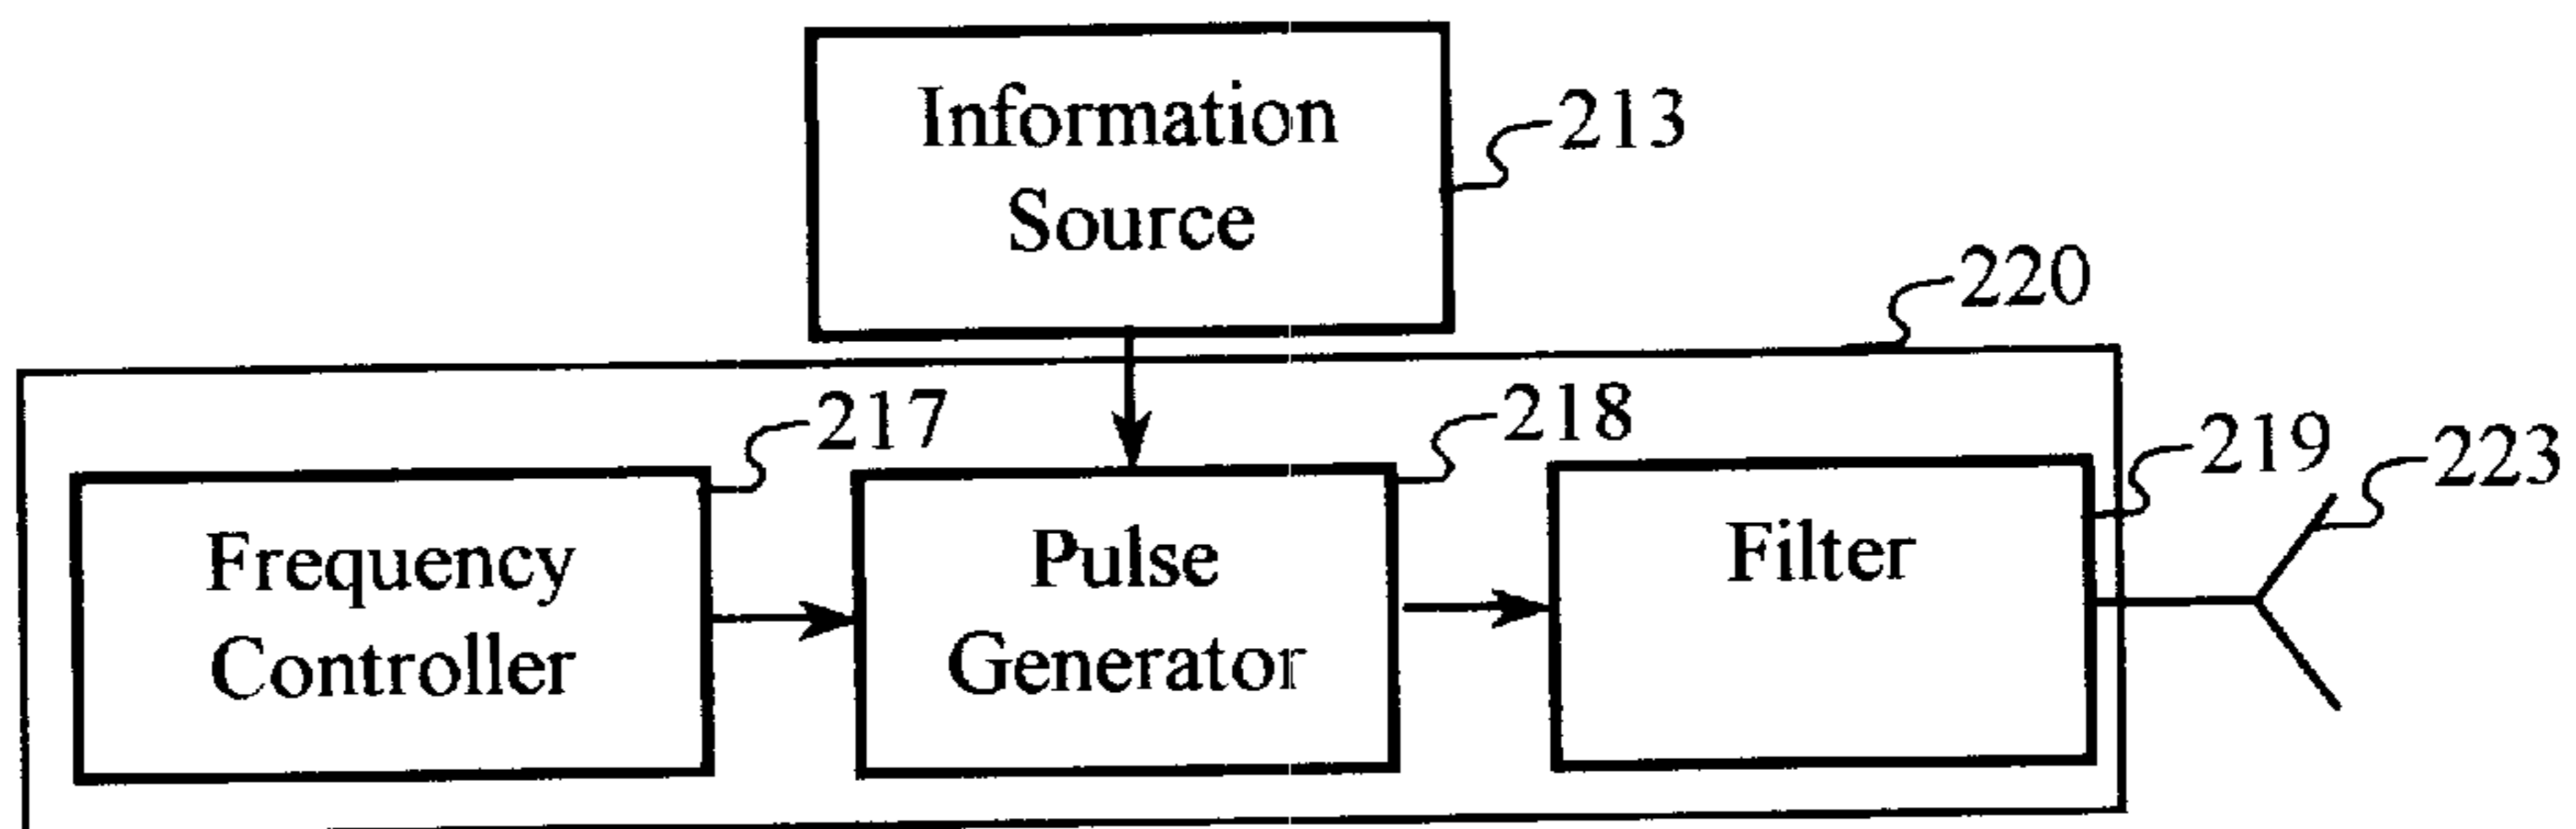 Information
Source
213
220
217
218
219
223
Frequency
Controller
Pulse
Generator
Filter